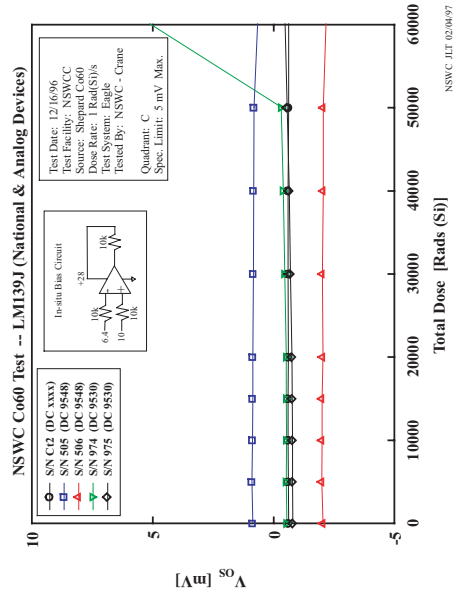 NSWC Co60 Test -- LM139J (National & Analog Devices)
S/N Ct2 (DC xxxx)
S/N 505 (DC 9548)
S/N 506 (DC 9548)
S/N 974 (DC 9530)
S/N 975 (DC 9530)
In-situ Bias Circuit
+28
10k
6.4
10k
-
+
10
10k
Test Date: 12/16/96
Test Facility: NSWCC
Source: Shepard Co60
Dose Rate: 1 Rad(Si)/s
Test System: Eagle
Tested By: NSWC - Crane
Quadrant: C
Spec. Limit: 5 mV Max.
VOS [mV]
10
5
0
-5
0
10000
20000
30000
40000
50000
60000
Total Dose [Rads (Si)]
NSWC JLT 02/04/97